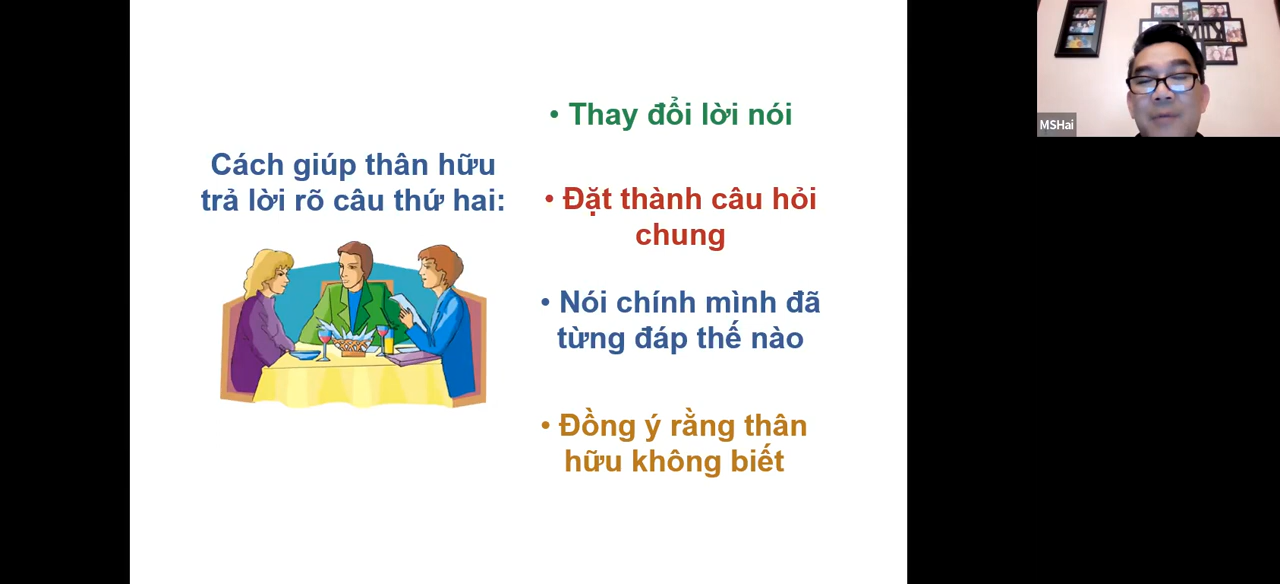 Cách giúp thân hữu
trả lời rõ câu thứ hai:
• Thay đổi lời nói
• Đặt thành câu hỏi
chung
• Nói chính mình đã
từng đáp thế nào
• Đồng ý rằng thân
hữu không biết
MSHai